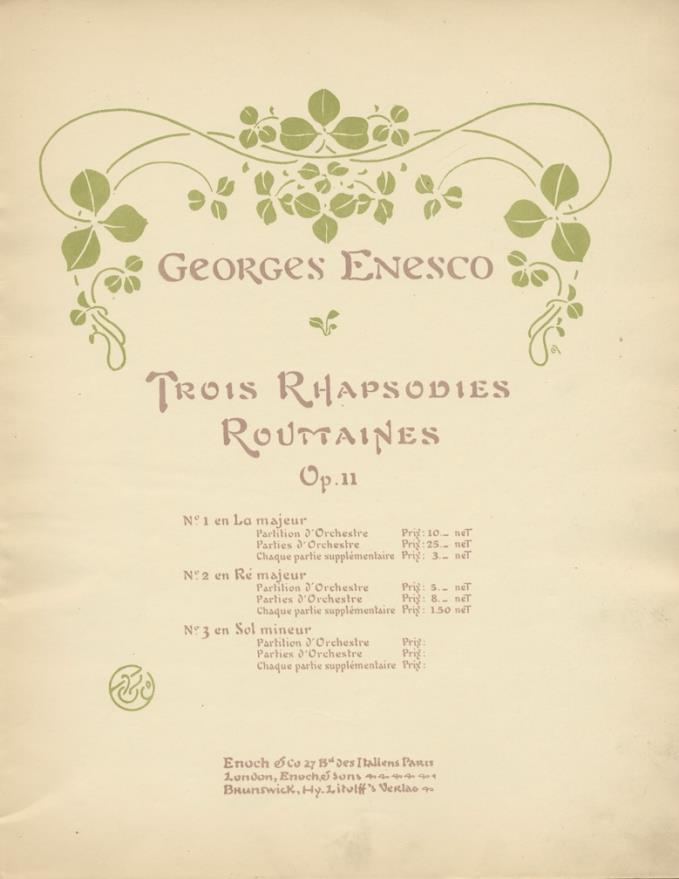 Georges Enesco
Trois Rhapsodies
Roumaines
Op. 11
No. 1 en La majeur
Partition d'Orchestre Prix: 10._ net
Parties d'Orchestre Prix: 25._ net
Chaque partie supplémentaire Prix: 3._ net
No. 2 en Ré majeur
Partition d'Orchestre Prix: 5._ net
Parties d'Orchestre Prix: 8._ net
Chaque partie supplémentaire Prix: 1.50 net
No. 3 en Sol mineur
Partition d'Orchestre Prix:
Parties d'Orchestre Prix:
Chaque partie supplémentaire Prix:
Enoch & Co 27 Bd des Italiens Paris
London, Enoch & Sons
Brunswick, Hy. Litolff's Verlag